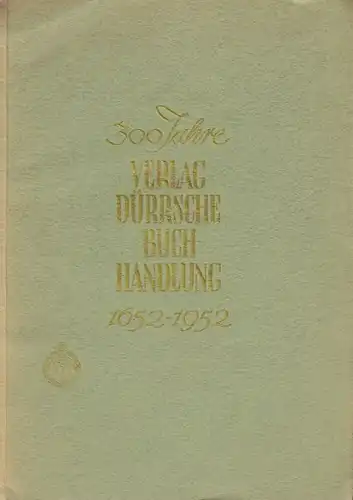 300 Jahre
VERLAG
DÜRRSCHE
BUCH
HANDLUNG
1652-1952